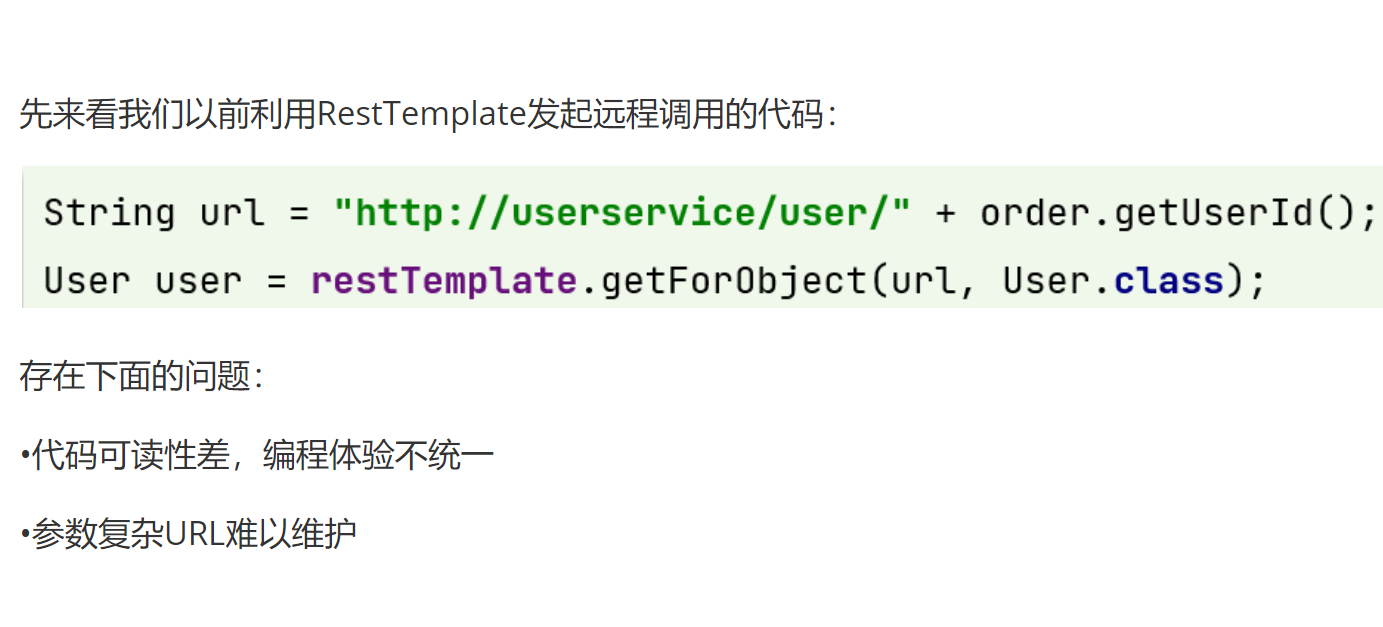 先来看我们以前利用RestTemplate发起远程调用的代码：
String url = "http://userservice/user/" + order.getUserId();
User user = restTemplate.getForObject(url, User.class);
存在下面的问题：
•代码可读性差，编程体验不统一
•参数复杂URL难以维护